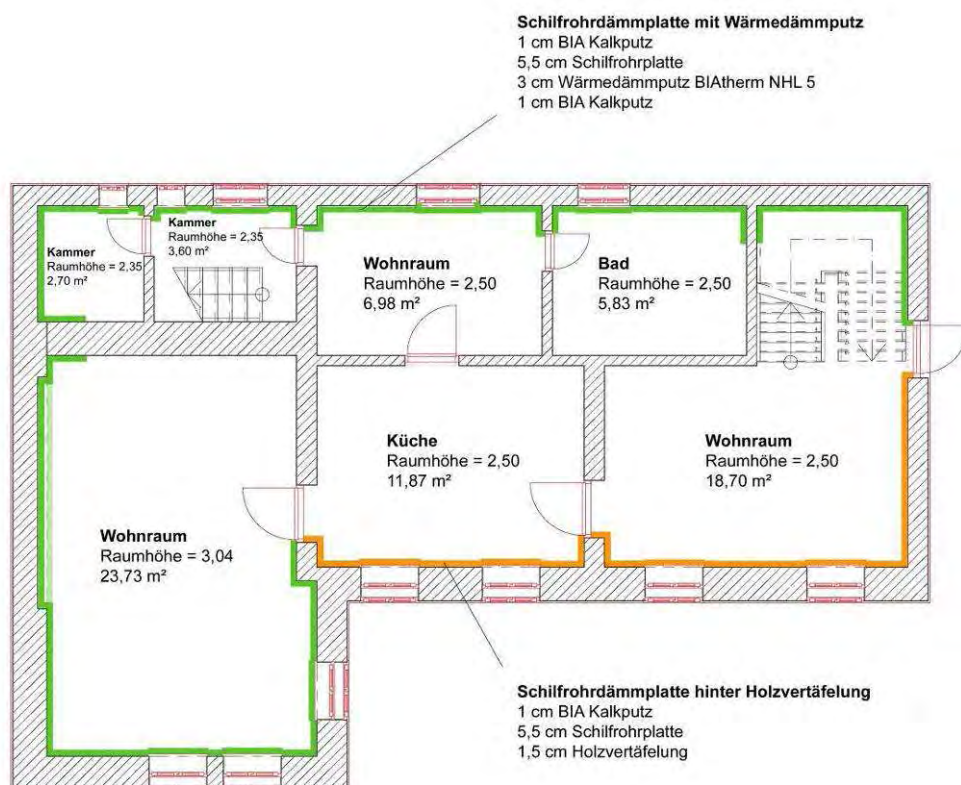 Schilfrohrdämmplatte mit Wärmedämmputz
1 cm BIA Kalkputz
5,5 cm Schilfrohrplatte
3 cm Wärmedämmputz BIAtherm NHL 5
1 cm BIA Kalkputz
Kammer
Raumhöhe = 2,35
3,60 m²
Kammer
Raumhöhe = 2,35
2,70 m²
Wohnraum
Raumhöhe = 2,50
6,98 m²
Bad
Raumhöhe = 2,50
5,83 m²
Küche
Raumhöhe = 2,50
11,87 m²
Wohnraum
Raumhöhe = 2,50
18,70 m²
Wohnraum
Raumhöhe = 3,04
23,73 m²
Schilfrohrdämmplatte hinter Holzvertäfelung
1 cm BIA Kalkputz
5,5 cm Schilfrohrplatte
1,5 cm Holzvertäfelung